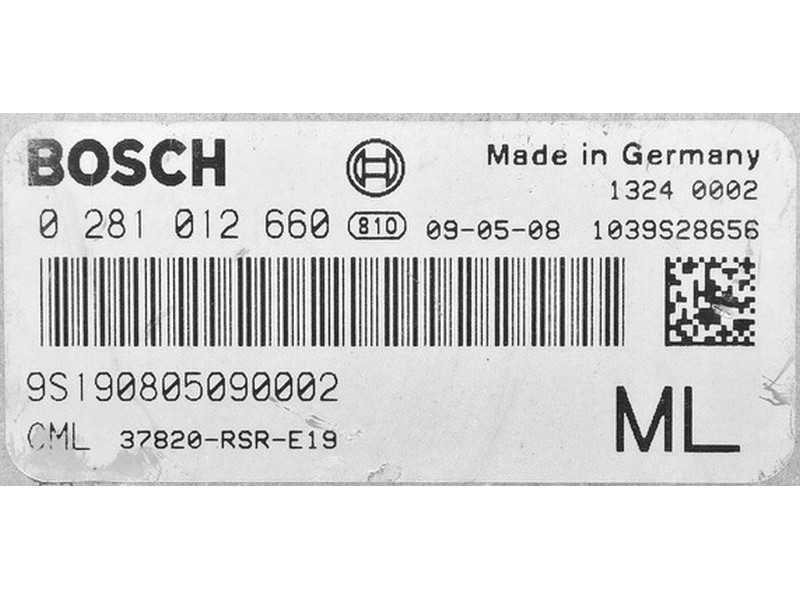 BOSCH
Made in Germany
1324 0002
0 281 012 660 810 09-05-08 1039S28656
9S190805090002
CML 37820-RSR-E19
ML